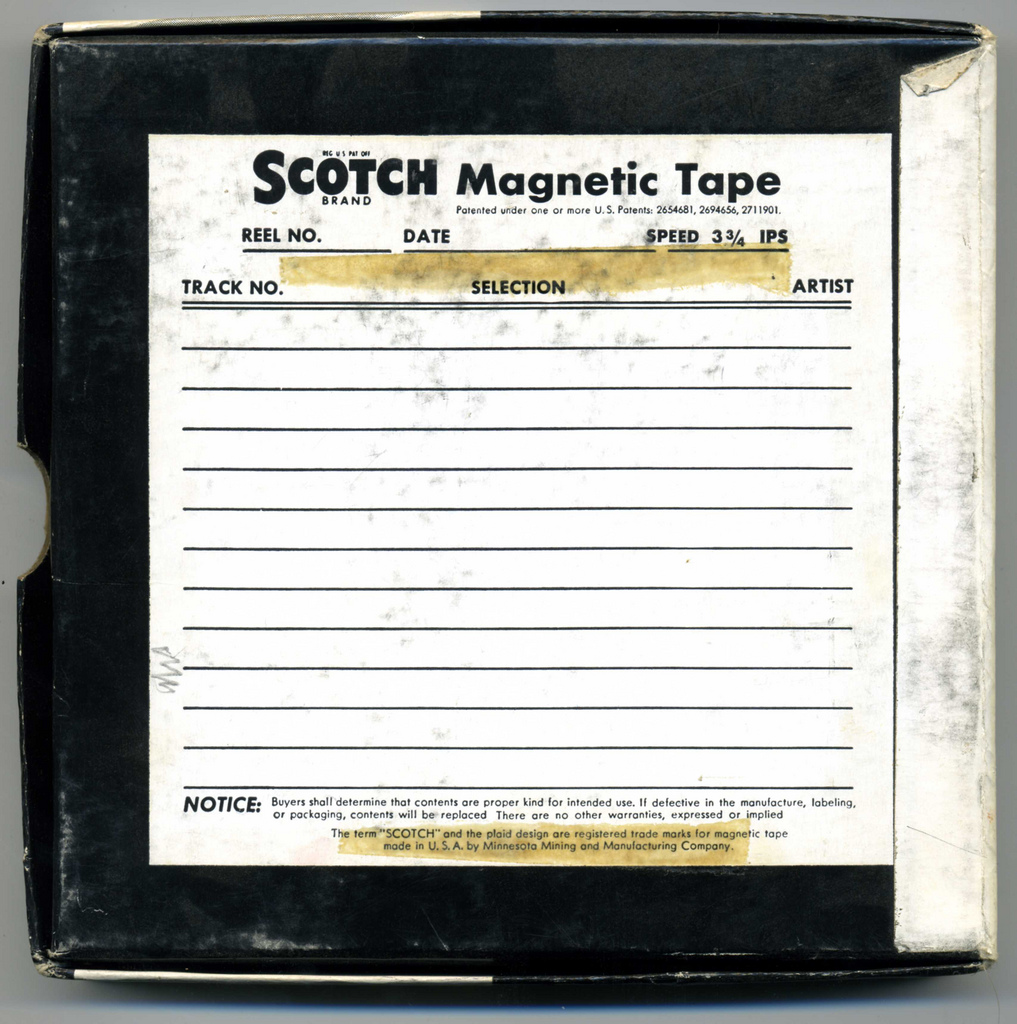 REG U S PAT OFF
SCOTCH Magnetic Tape
BRAND
Patented under one or more U. S. Patents: 2654681, 2694656, 2711901.
REEL NO. DATE SPEED 3¾ IPS
TRACK NO. SELECTION ARTIST
NOTICE: Buyers shall determine that contents are proper kind for intended use. If defective in the manufacture, labeling,
or packaging, contents will be replaced There are no other warranties, expressed or implied
The term "SCOTCH" and the plaid design are registered trade marks for magnetic tape
made in U. S. A. by Minnesota Mining and Manufacturing Company.